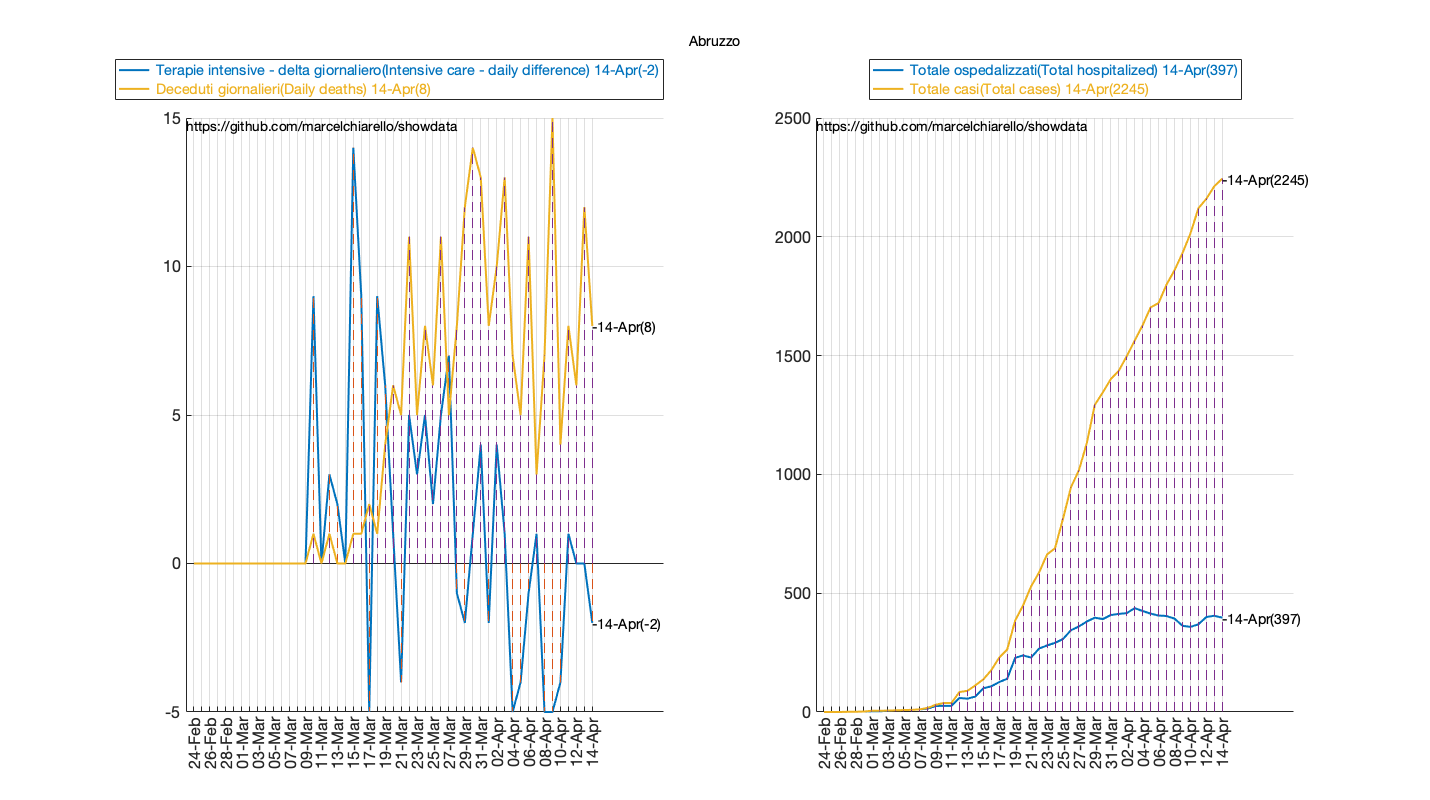 Abruzzo
Terapie intensive - delta giornaliero(Intensive care - daily difference) 14-Apr(-2)
Deceduti giornalieri(Daily deaths) 14-Apr(8)
15
https://github.com/marcelchiarello/showdata
10
5
0
-5
-14-Apr(8)
-14-Apr(-2)
24-Feb
26-Feb
28-Feb
01-Mar
03-Mar
05-Mar
07-Mar
09-Mar
11-Mar
13-Mar
15-Mar
17-Mar
19-Mar
21-Mar
23-Mar
25-Mar
27-Mar
29-Mar
31-Mar
02-Apr
04-Apr
06-Apr
08-Apr
10-Apr
12-Apr
14-Apr
Totale ospedalizzati(Total hospitalized) 14-Apr(397)
Totale casi(Total cases) 14-Apr(2245)
2500
https://github.com/marcelchiarello/showdata
2000
1500
1000
500
0
-14-Apr(2245)
-14-Apr(397)
24-Feb
26-Feb
28-Feb
01-Mar
03-Mar
05-Mar
07-Mar
09-Mar
11-Mar
13-Mar
15-Mar
17-Mar
19-Mar
21-Mar
23-Mar
25-Mar
27-Mar
29-Mar
31-Mar
02-Apr
04-Apr
06-Apr
08-Apr
10-Apr
12-Apr
14-Apr